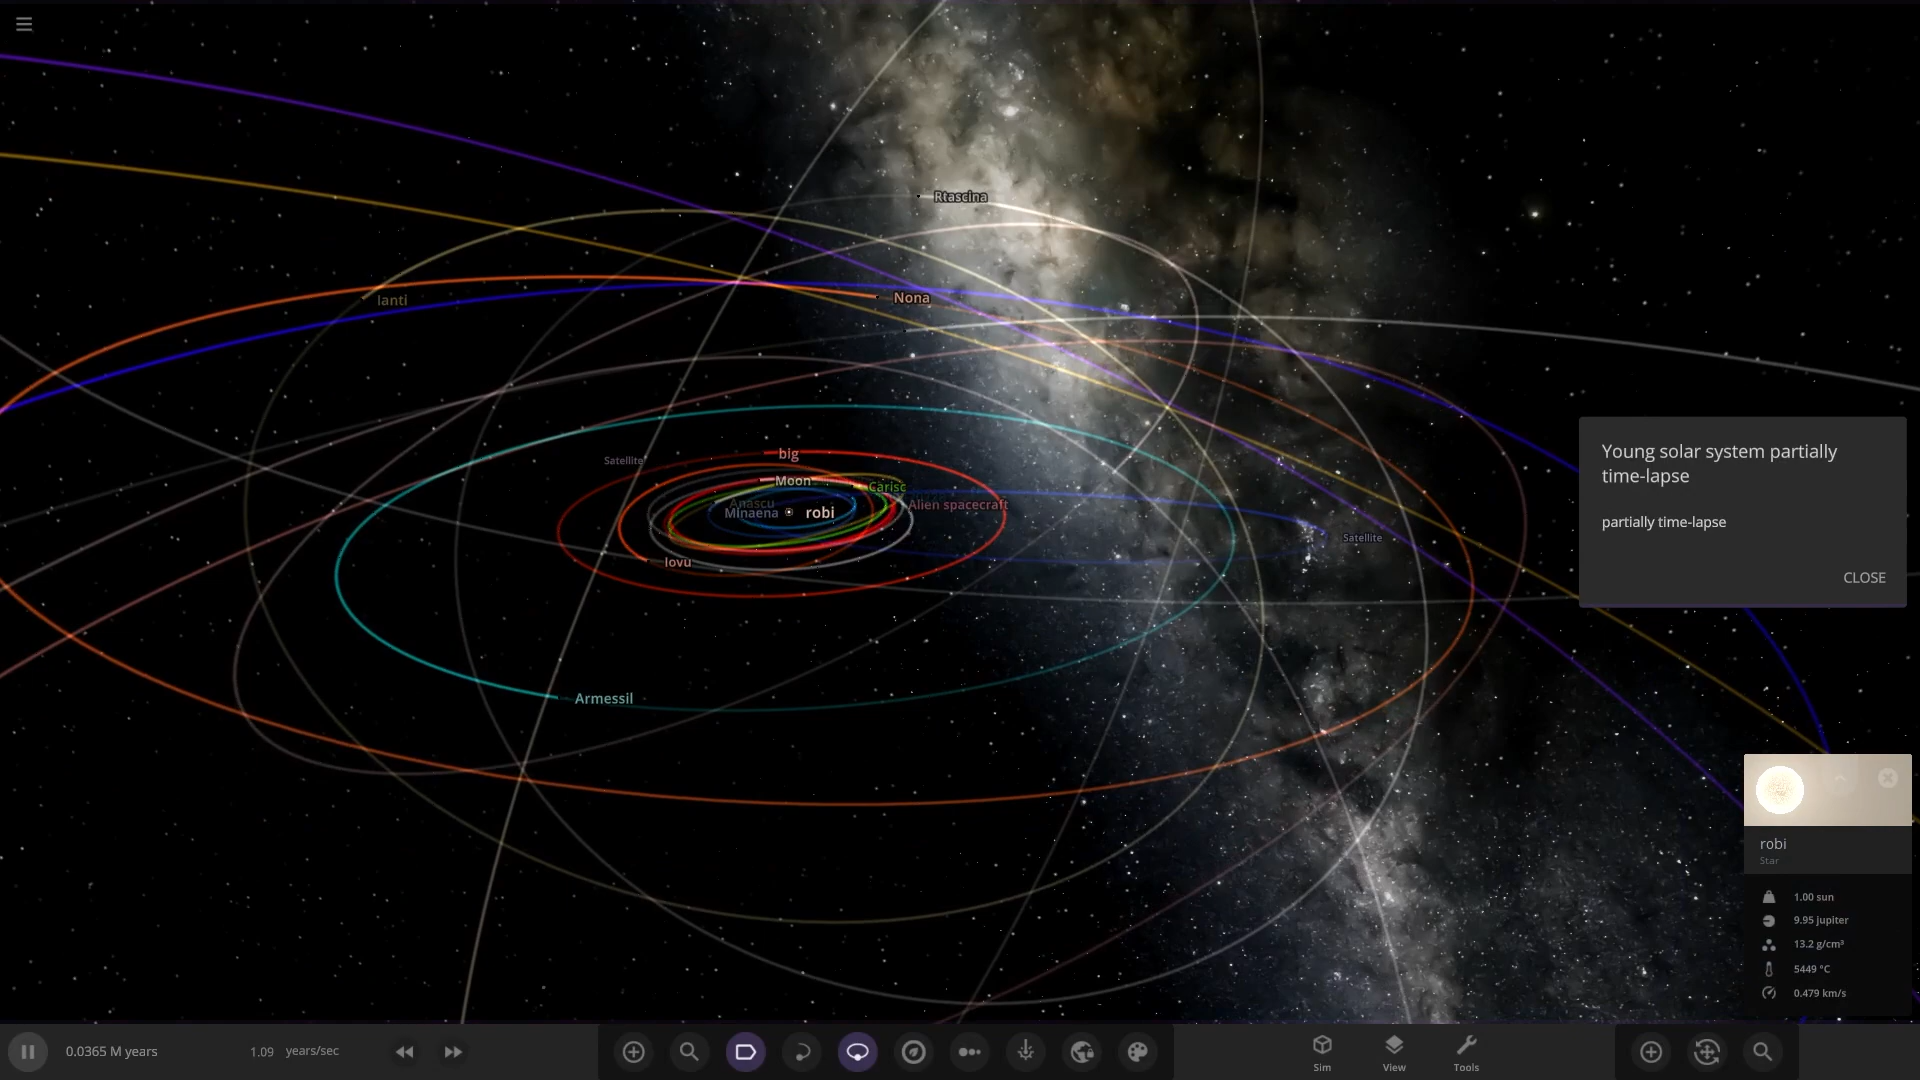 Rtascina
Ianti
Nona
big
Satellite
Moon
Carisc
Anascu
Alien spacecraft
Minaena
robi
Satellite
Iovu
Armessil
Young solar system partially
time-lapse
partially time-lapse
CLOSE
robi
Star
1.00 sun
9.95 jupiter
13.2 g/cm³
5449 °C
0.479 km/s
0.0365 M years
1.09 years/sec
Sim
View
Tools